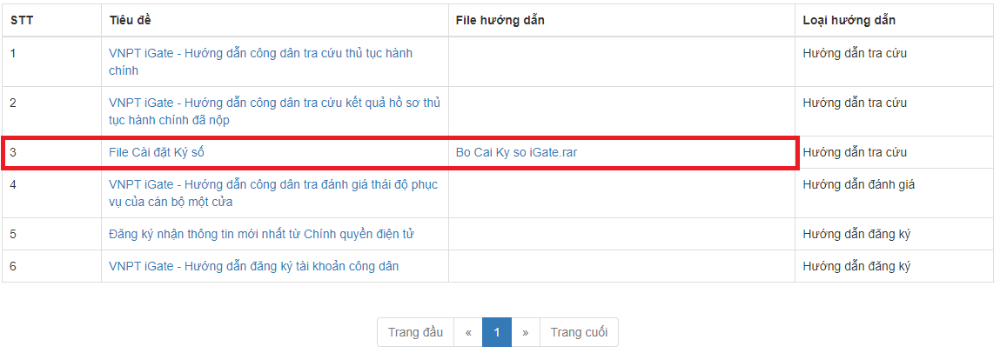 STT Tiêu đề File hướng dẫn Loại hướng dẫn
1 VNPT iGate - Hướng dẫn công dân tra cứu thủ tục hành Hướng dẫn tra cứu
chính
2 VNPT iGate - Hướng dẫn công dân tra cứu kết quả hồ sơ thủ Hướng dẫn tra cứu
tục hành chính đã nộp
3 File Cài đặt Ký số Bo Cai Ky so iGate.rar Hướng dẫn tra cứu
4 VNPT iGate - Hướng dẫn công dân tra đánh giá thái độ phục Hướng dẫn đánh giá
vụ của cán bộ một cửa
5 Đăng ký nhận thông tin mới nhất từ Chính quyền điện tử Hướng dẫn đăng ký
6 VNPT iGate - Hướng dẫn đăng ký tài khoản công dân Hướng dẫn đăng ký
Trang đầu « 1 » Trang cuối